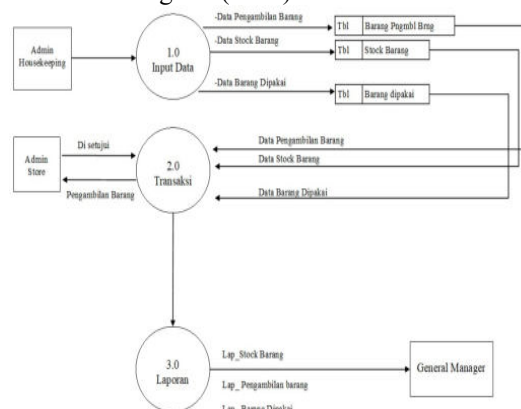 -Data Pengambilan Barang
Tbl Barang Pngmbl Brng
Admin
Housekeeping
1.0
Input Data
-Data Stock Barang
Tbl Stock Barang
-Data Barang Dipakai
Tbl Barang dipakai
Admin
Store
Di setujui
Pengambilan Barang
2.0
Transaksi
Data Pengambilan Barang
Data Stock Barang
Data Barang Dipakai
3.0
Laporan
Lap_Stock Barang
Lap_ Pengambilan barang
Lap_Barang Dipakai
General Manager